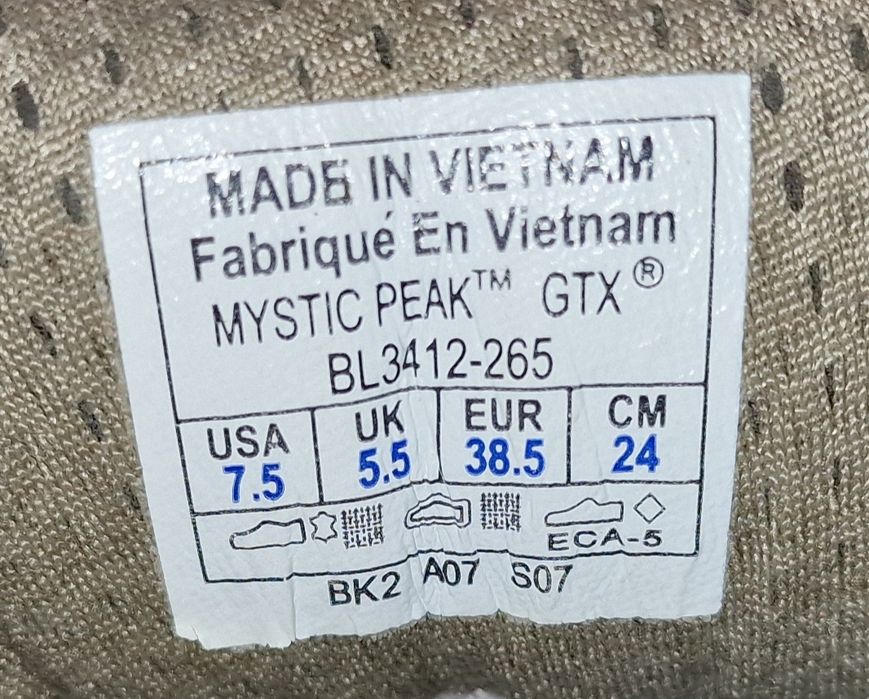 MADE IN VIETNAM
Fabriqué En Vietnam
MYSTIC PEAK™ GTX®
BL3412-265
USA UK EUR CM
7.5 5.5 38.5 24
ECA-5
BK2 A07 S07